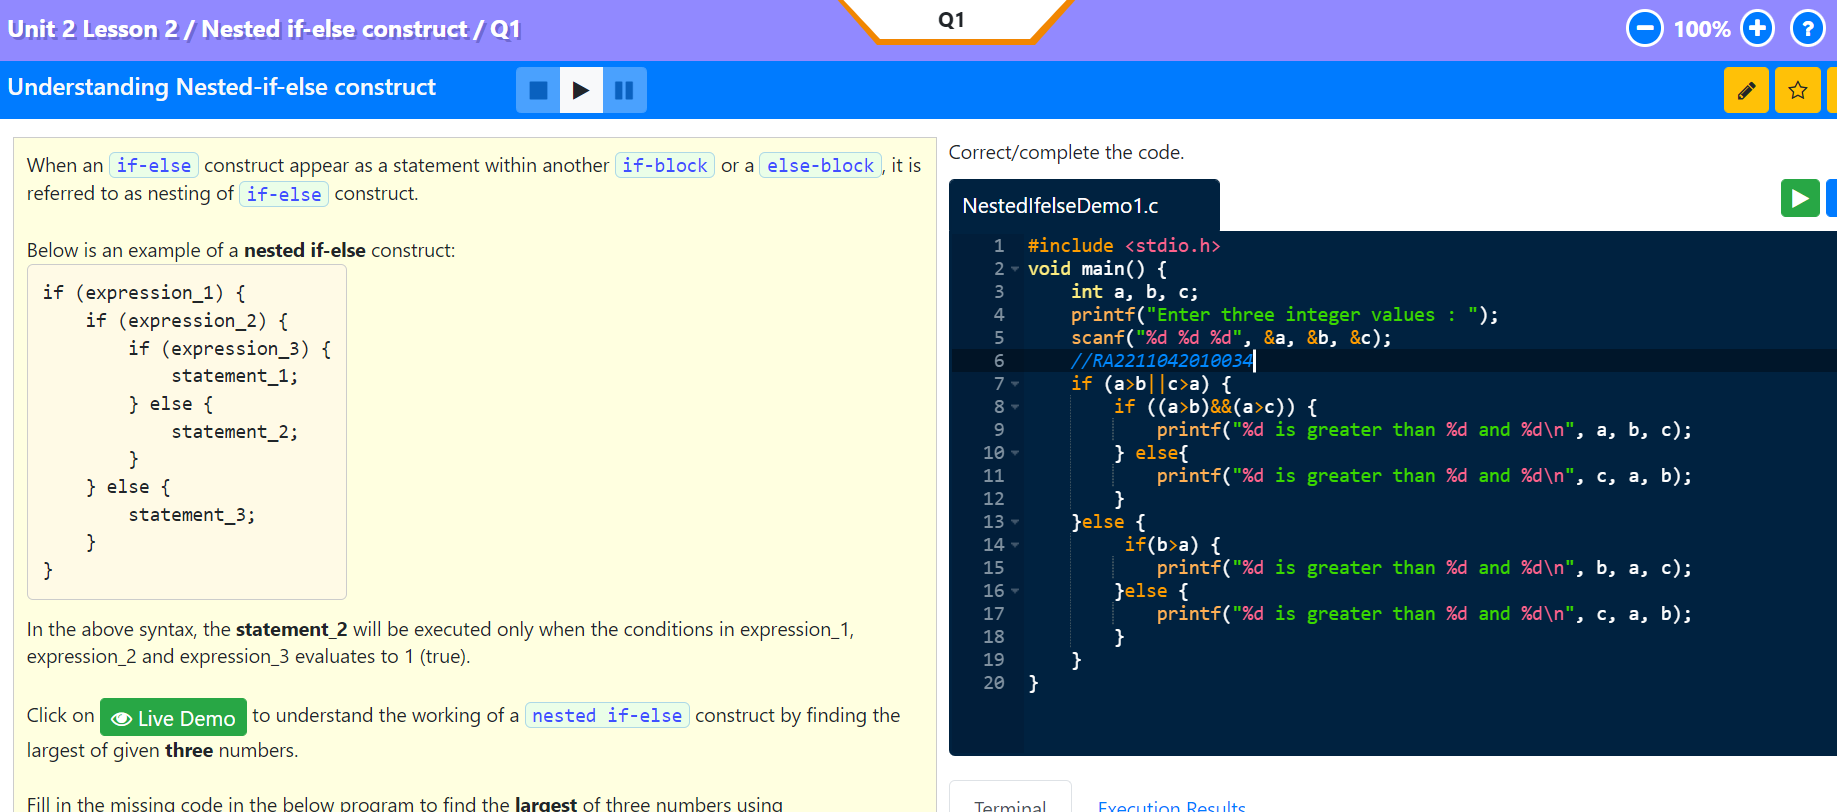 Unit 2 Lesson 2 / Nested if-else construct / Q1
Q1
100%
?
Understanding Nested-if-else construct
When an if-else construct appear as a statement within another if-block or a else-block, it is
referred to as nesting of if-else construct.
Below is an example of a nested if-else construct:
if (expression_1) {
    if (expression_2) {
        if (expression_3) {
            statement_1;
        } else {
            statement_2;
        }
    } else {
        statement_3;
    }
}
In the above syntax, the statement_2 will be executed only when the conditions in expression_1,
expression_2 and expression_3 evaluates to 1 (true).
Click on Live Demo to understand the working of a nested if-else construct by finding the
largest of given three numbers.
Fill in the missing code in the below program to find the largest of three numbers using
Correct/complete the code.
NestedIfelseDemo1.c
1 #include <stdio.h>
2 void main() {
3     int a, b, c;
4     printf("Enter three integer values : ");
5     scanf("%d %d %d", &a, &b, &c);
6     //RA2211042010034
7     if (a>b||c>a) {
8         if ((a>b)&&(a>c)) {
9             printf("%d is greater than %d and %d\n", a, b, c);
10         } else{
11             printf("%d is greater than %d and %d\n", c, a, b);
12         }
13     }else {
14          if(b>a) {
15             printf("%d is greater than %d and %d\n", b, a, c);
16         }else {
17             printf("%d is greater than %d and %d\n", c, a, b);
18         }
19     }
20 }
Terminal
Execution Results